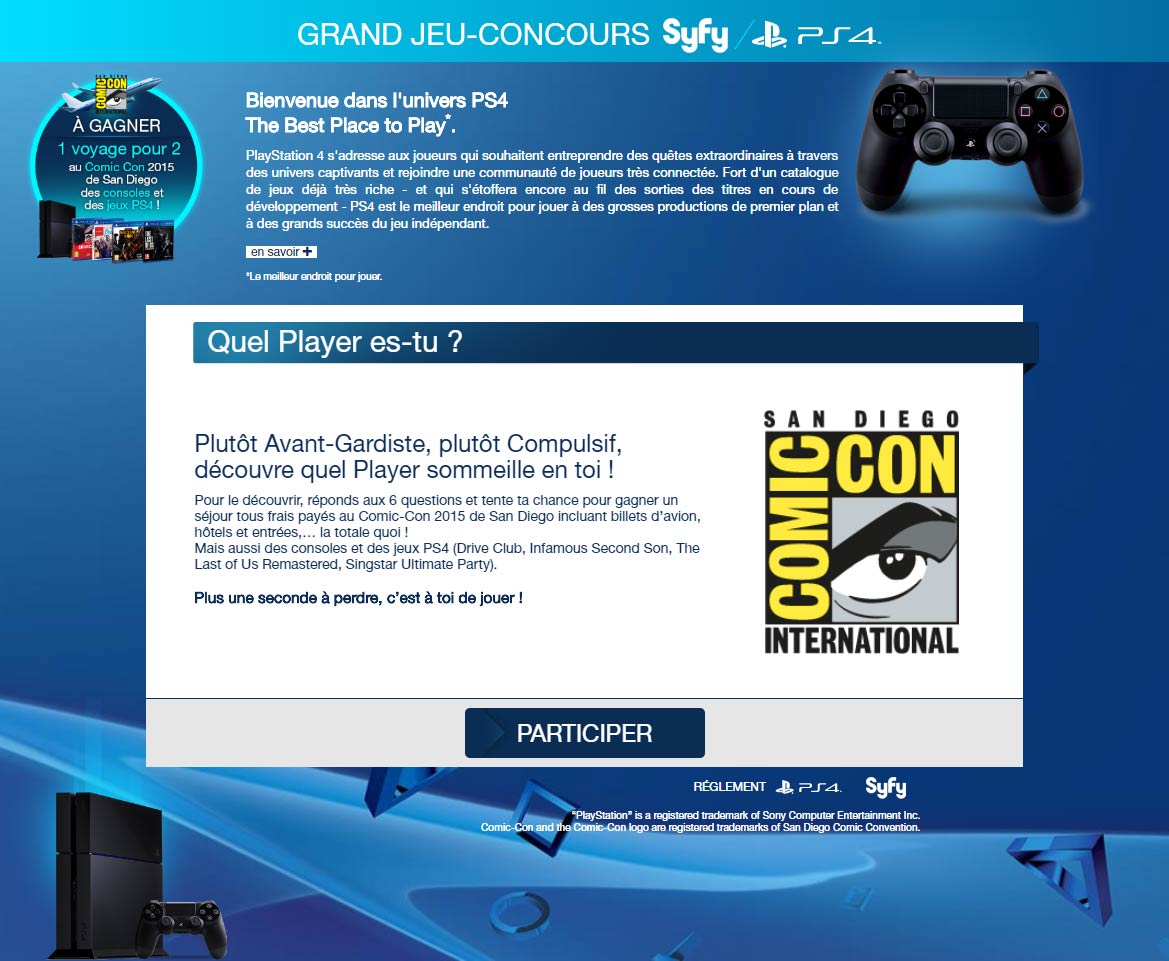 GRAND JEU-CONCOURS Syfy PS4
COMIC CON
INTERNATIONAL
À GAGNER
1 voyage pour 2
au Comic Con 2015
de San Diego
des consoles et
des jeux PS4 !
Bienvenue dans l'univers PS4
The Best Place to Play*.
PlayStation 4 s'adresse aux joueurs qui souhaitent entreprendre des quêtes extraordinaires à travers
des univers captivants et rejoindre une communauté de joueurs très connectée. Fort d'un catalogue
de jeux déjà très riche - et qui s'étoffera encore au fil des sorties des titres en cours de
développement - PS4 est le meilleur endroit pour jouer à des grosses productions de premier plan et
à des grands succès du jeu indépendant.
en savoir +
*Le meilleur endroit pour jouer.
Quel Player es-tu ?
Plutôt Avant-Gardiste, plutôt Compulsif,
découvre quel Player sommeille en toi !
Pour le découvrir, réponds aux 6 questions et tente ta chance pour gagner un
séjour tous frais payés au Comic-Con 2015 de San Diego incluant billets d'avion,
hôtels et entrées,... la totale quoi !
Mais aussi des consoles et des jeux PS4 (Drive Club, Infamous Second Son, The
Last of Us Remastered, Singstar Ultimate Party).
Plus une seconde à perdre, c'est à toi de jouer !
SAN DIEGO
COMIC CON
INTERNATIONAL
PARTICIPER
RÉGLEMENT PS4 Syfy
"PlayStation" is a registered trademark of Sony Computer Entertainment Inc.
Comic-Con and the Comic-Con logo are registered trademarks of San Diego Comic Convention.